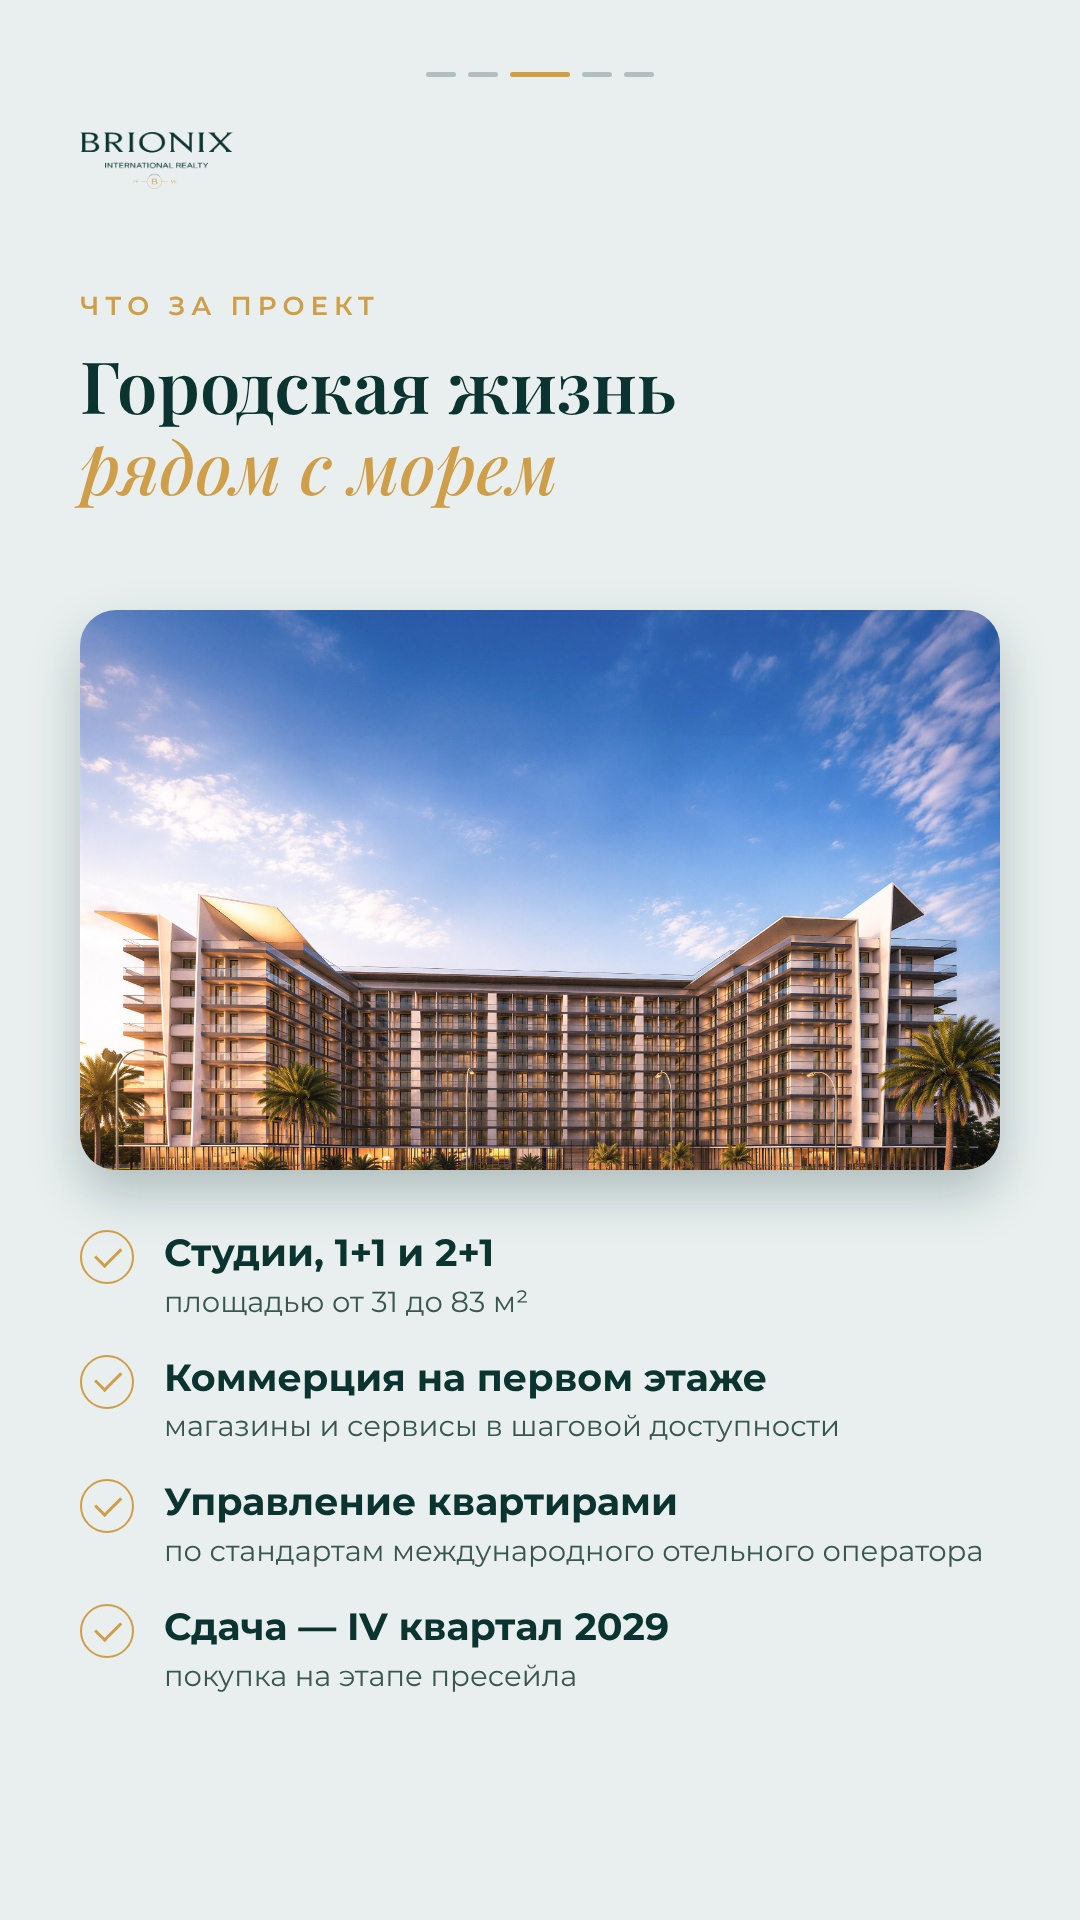 BRIONIX
INTERNATIONAL REALTY
B
ЧТО ЗА ПРОЕКТ
Городская жизнь
рядом с морем
Студии, 1+1 и 2+1
площадью от 31 до 83 м²
Коммерция на первом этаже
магазины и сервисы в шаговой доступности
Управление квартирами
по стандартам международного отельного оператора
Сдача — IV квартал 2029
покупка на этапе пресейла